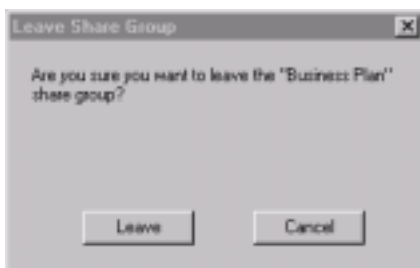 Leave Share Group
Are you sure you want to leave the "Business Plan"
share group?
Leave Cancel